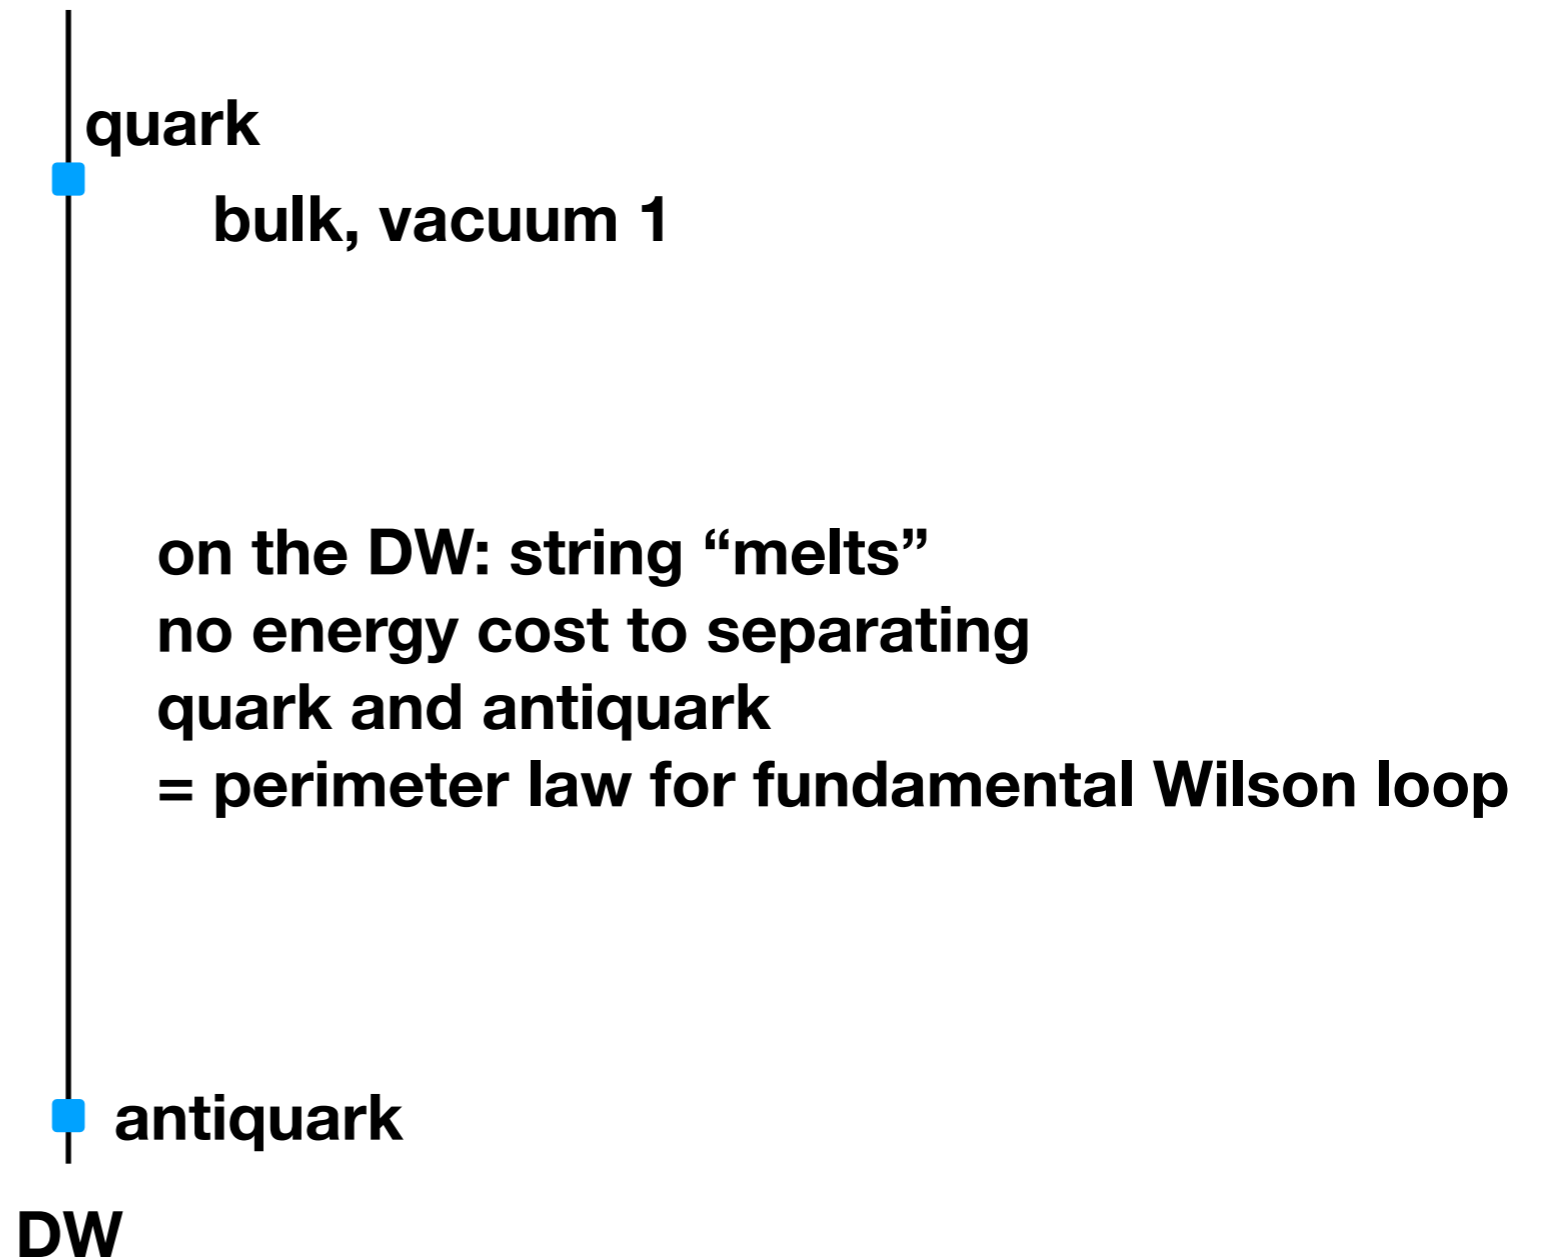 quark
bulk, vacuum 1
on the DW: string “melts”
no energy cost to separating
quark and antiquark
= perimeter law for fundamental Wilson loop
antiquark
DW